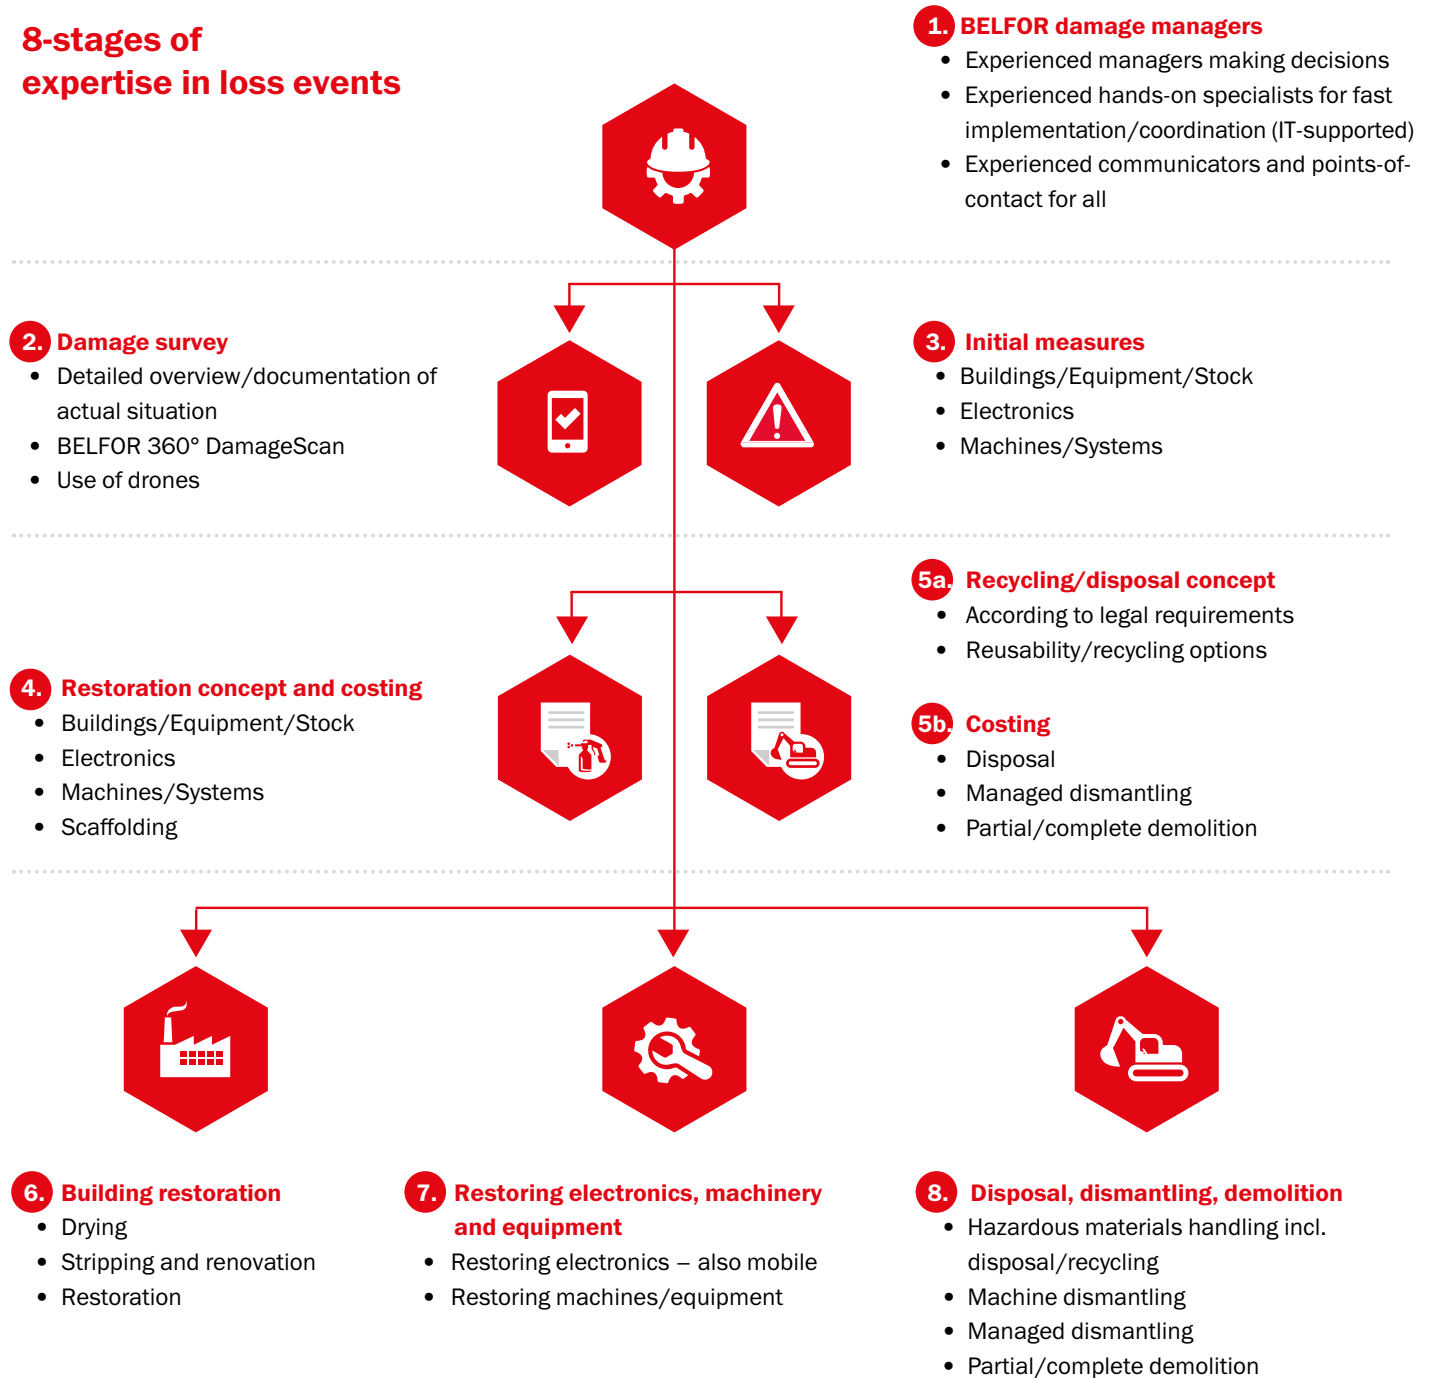 8-stages of
expertise in loss events
1. BELFOR damage managers
• Experienced managers making decisions
• Experienced hands-on specialists for fast
implementation/coordination (IT-supported)
• Experienced communicators and points-of-
contact for all
2. Damage survey
• Detailed overview/documentation of
actual situation
• BELFOR 360° DamageScan
• Use of drones
3. Initial measures
• Buildings/Equipment/Stock
• Electronics
• Machines/Systems
4. Restoration concept and costing
• Buildings/Equipment/Stock
• Electronics
• Machines/Systems
• Scaffolding
5a. Recycling/disposal concept
• According to legal requirements
• Reusability/recycling options
5b. Costing
• Disposal
• Managed dismantling
• Partial/complete demolition
6. Building restoration
• Drying
• Stripping and renovation
• Restoration
7. Restoring electronics, machinery
and equipment
• Restoring electronics – also mobile
• Restoring machines/equipment
8. Disposal, dismantling, demolition
• Hazardous materials handling incl.
disposal/recycling
• Machine dismantling
• Managed dismantling
• Partial/complete demolition